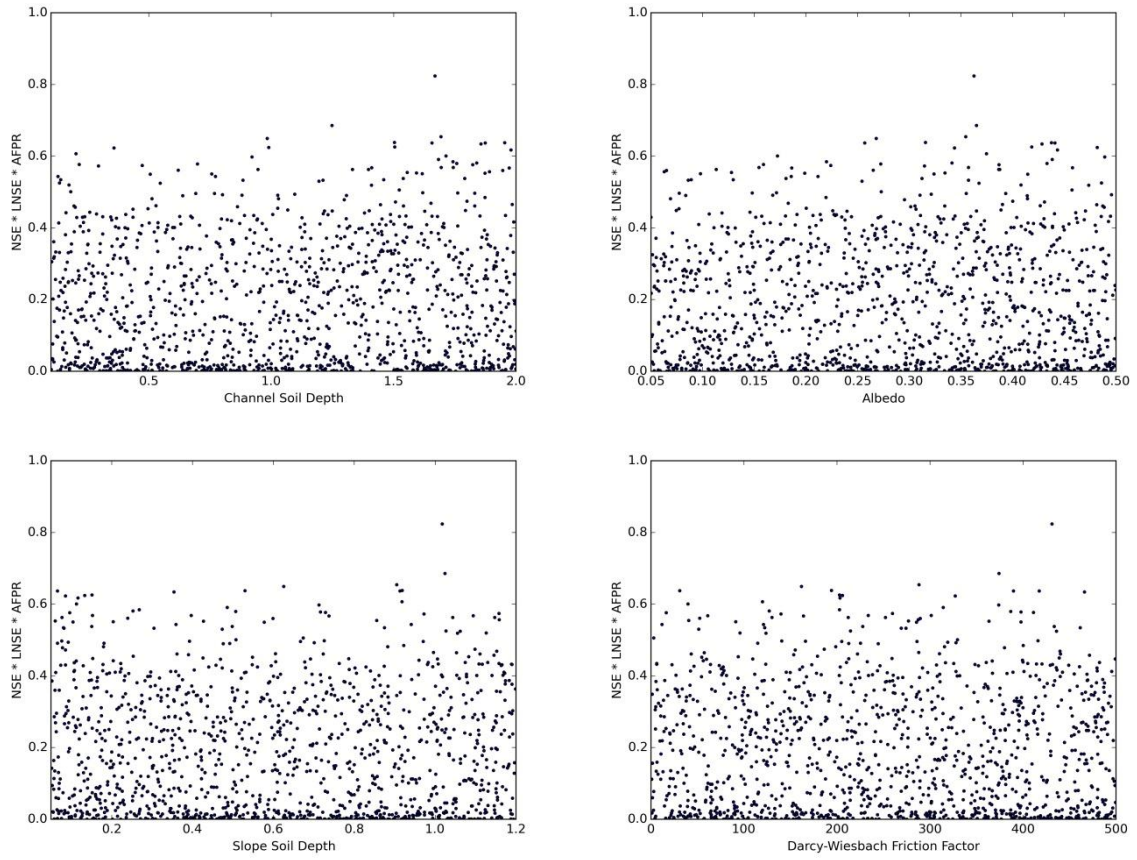 1.0
0.8
0.6
0.4
0.2
0.0
NSE * LNSE * AFPR
0.5 1.0 1.5 2.0
Channel Soil Depth
1.0
0.8
0.6
0.4
0.2
0.0
NSE * LNSE * AFPR
0.05 0.10 0.15 0.20 0.25 0.30 0.35 0.40 0.45 0.50
Albedo
1.0
0.8
0.6
0.4
0.2
0.0
NSE * LNSE * AFPR
0.2 0.4 0.6 0.8 1.0 1.2
Slope Soil Depth
1.0
0.8
0.6
0.4
0.2
0.0
NSE * LNSE * AFPR
0 100 200 300 400 500
Darcy-Wiesbach Friction Factor